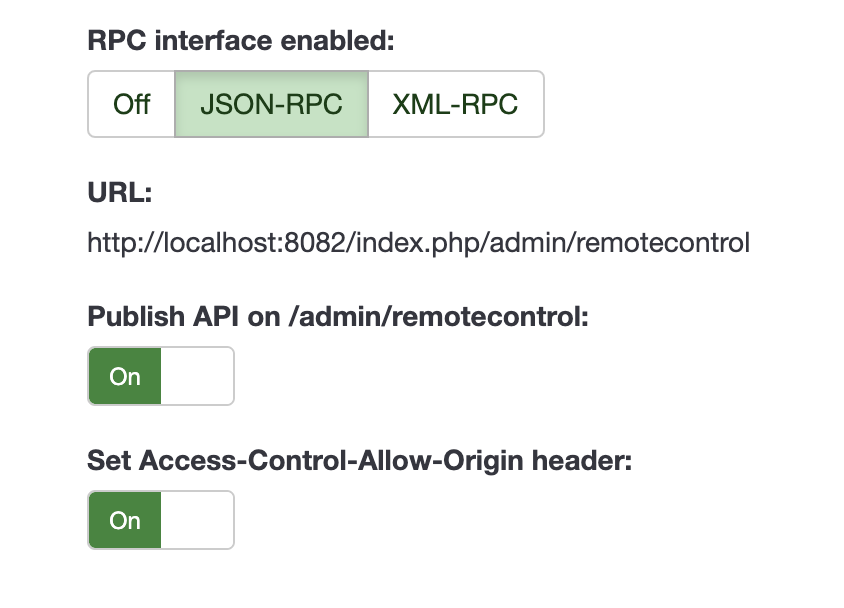 RPC interface enabled:
Off JSON-RPC XML-RPC
URL:
http://localhost:8082/index.php/admin/remotecontrol
Publish API on /admin/remotecontrol:
On
Set Access-Control-Allow-Origin header:
On